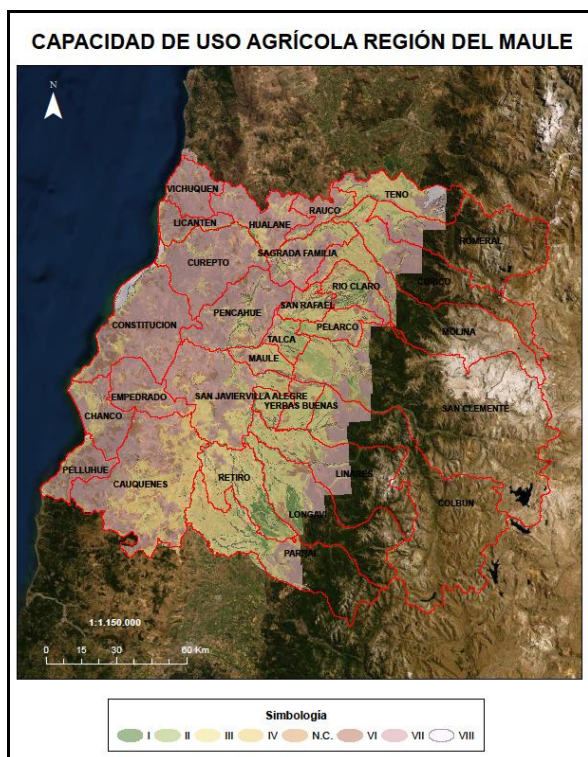 CAPACIDAD DE USO AGRÍCOLA REGIÓN DEL MAULE
N
VICHUQUEN
TENO
RAUCO
LICANTEN
HUALANE
ROMERAL
SAGRADA FAMILIA
CUREPTO
CURICO
RIO CLARO
SAN RAFAEL
PENCAHUE
CONSTITUCION
PELARCO
MOLINA
TALCA
MAULE
EMPEDRADO
SAN JAVIER
VILLA ALEGRE
YERBAS BUENAS
SAN CLEMENTE
CHANCO
PELLUHUE
CAUQUENES
RETIRO
LINARES
COLBUN
LONGAVI
PARRAL
1:1.150.000
0 15 30 60 Km
Simbología
I II III IV N.C. VI VII VIII